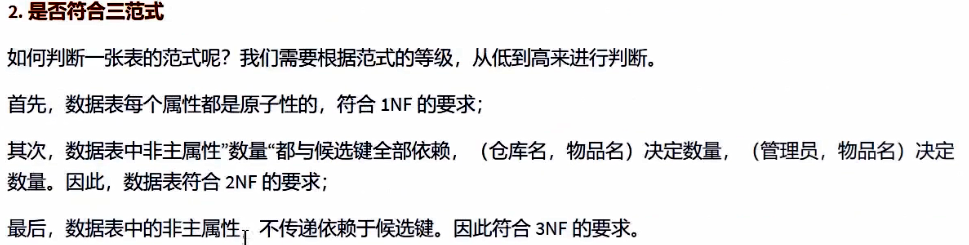 2. 是否符合三范式
如何判断一张表的范式呢？我们需要根据范式的等级，从低到高来进行判断。
首先，数据表每个属性都是原子性的，符合 1NF 的要求；
其次，数据表中非主属性”数量“都与候选键全部依赖，（仓库名，物品名）决定数量，（管理员，物品名）决定
数量。因此，数据表符合 2NF 的要求；
最后，数据表中的非主属性，不传递依赖于候选键。因此符合 3NF 的要求。